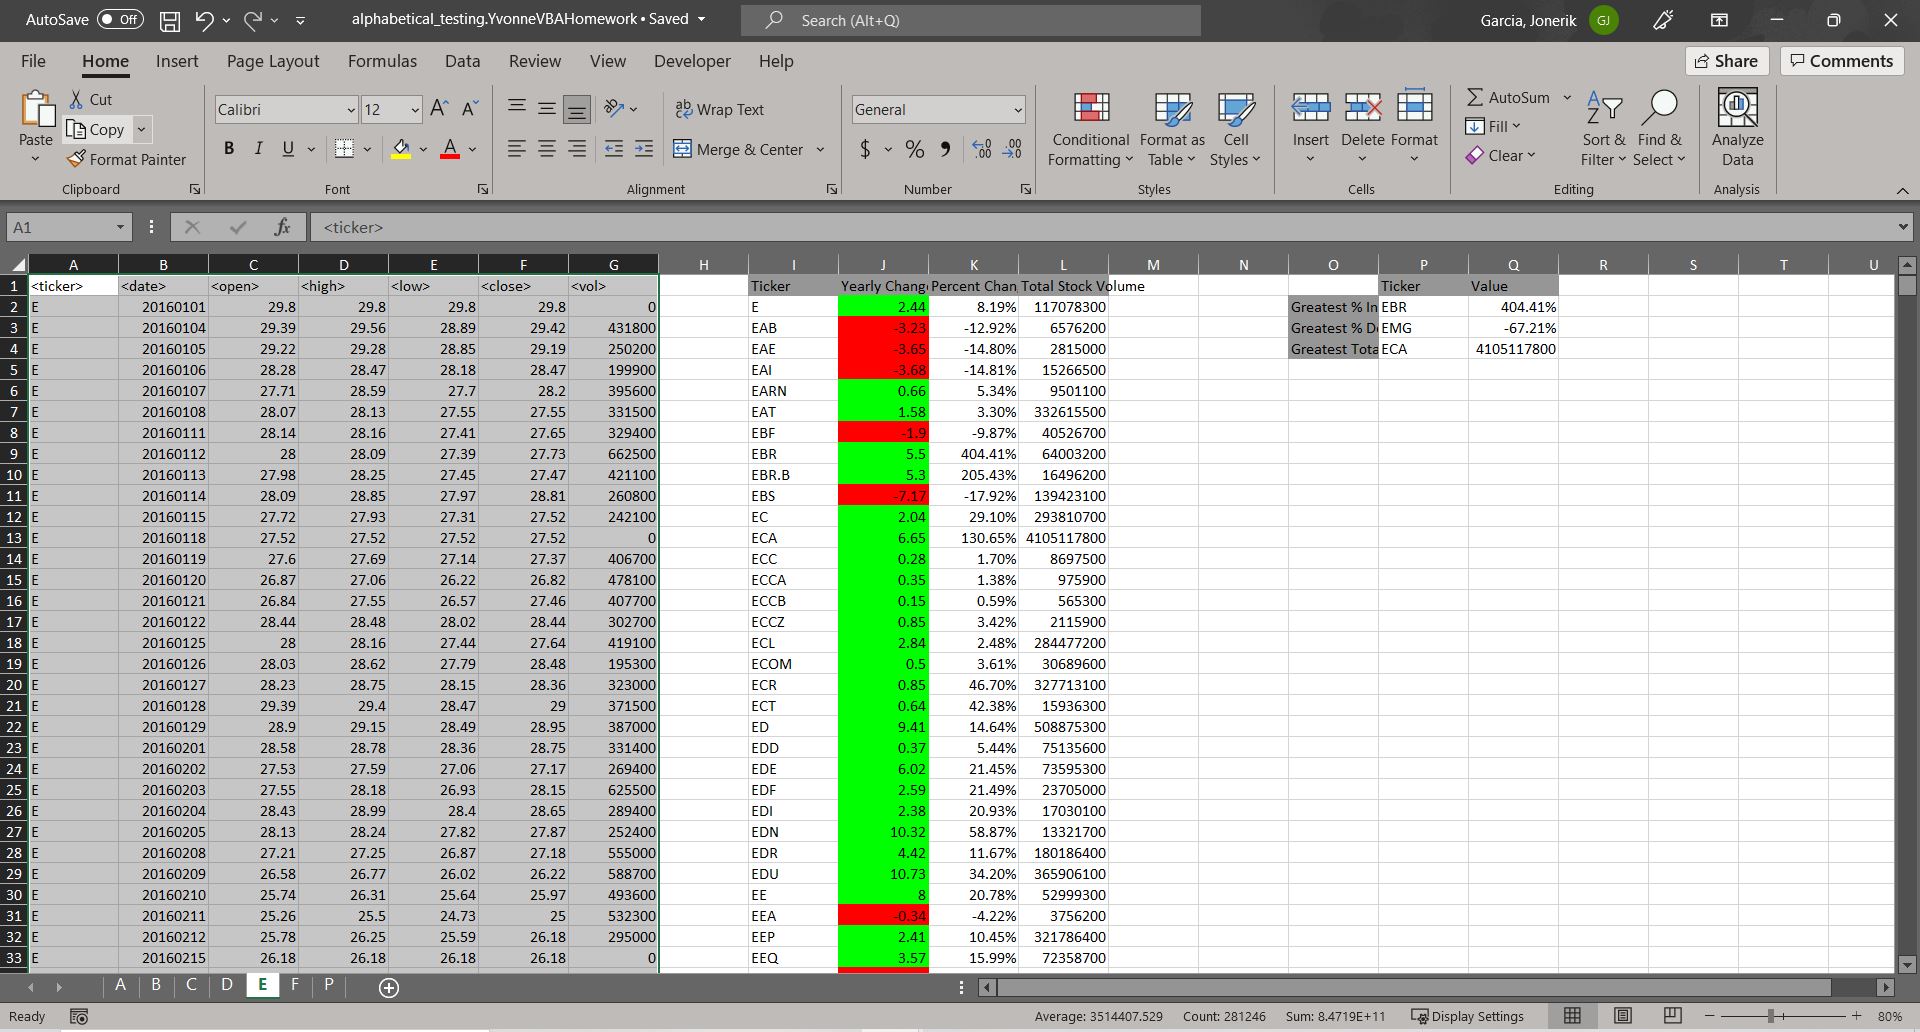 AutoSave Off alphabetical_testing.YvonneVBAHomework • Saved Search (Alt+Q) Garcia, Jonerik GJ
File Home Insert Page Layout Formulas Data Review View Developer Help Share Comments
Paste Cut Copy Format Painter Clipboard
Calibri 12 A A B I U A Font
ab Wrap Text Merge & Center Alignment
General $ % Number
Conditional Formatting Format as Table Cell Styles Styles
Insert Delete Format Cells
AutoSum Fill Clear Sort & Filter Find & Select Editing
Analyze Data Analysis
A1 fx <ticker>
A B C D E F G H I J K L M N O P Q R S T U
1 <ticker> <date> <open> <high> <low> <close> <vol> Ticker Yearly Chang Percent Chan Total Stock Volume Ticker Value
2 E 20160101 29.8 29.8 29.8 29.8 0 E 2.44 8.19% 117078300 Greatest % In EBR 404.41%
3 E 20160104 29.39 29.56 28.89 29.42 431800 EAB -3.23 -12.92% 6576200 Greatest % D EMG -67.21%
4 E 20160105 29.22 29.28 28.85 29.19 250200 EAE -3.65 -14.80% 2815000 Greatest Tota ECA 4105117800
5 E 20160106 28.28 28.47 28.18 28.47 199900 EAI -3.68 -14.81% 15266500
6 E 20160107 27.71 28.59 27.7 28.2 395600 EARN 0.66 5.34% 9501100
7 E 20160108 28.07 28.13 27.55 27.55 331500 EAT 1.58 3.30% 332615500
8 E 20160111 28.14 28.16 27.41 27.65 329400 EBF -1.9 -9.87% 40526700
9 E 20160112 28 28.09 27.39 27.73 662500 EBR 5.5 404.41% 64003200
10 E 20160113 27.98 28.25 27.45 27.47 421100 EBR.B 5.3 205.43% 16496200
11 E 20160114 28.09 28.85 27.97 28.81 260800 EBS -7.17 -17.92% 139423100
12 E 20160115 27.72 27.93 27.31 27.52 242100 EC 2.04 29.10% 293810700
13 E 20160118 27.52 27.52 27.52 27.52 0 ECA 6.65 130.65% 4105117800
14 E 20160119 27.6 27.69 27.14 27.37 406700 ECC 0.28 1.70% 8697500
15 E 20160120 26.87 27.06 26.22 26.82 478100 ECCA 0.35 1.38% 975900
16 E 20160121 26.84 27.55 26.57 27.46 407700 ECCB 0.15 0.59% 565300
17 E 20160122 28.44 28.48 28.02 28.44 302700 ECCZ 0.85 3.42% 2115900
18 E 20160125 28 28.16 27.44 27.64 419100 ECL 2.84 2.48% 284477200
19 E 20160126 28.03 28.62 27.79 28.48 195300 ECOM 0.5 3.61% 30689600
20 E 20160127 28.23 28.75 28.15 28.36 323000 ECR 0.85 46.70% 327713100
21 E 20160128 29.39 29.4 28.47 29 371500 ECT 0.64 42.38% 15936300
22 E 20160129 28.9 29.15 28.49 28.95 387000 ED 9.41 14.64% 508875300
23 E 20160201 28.58 28.78 28.36 28.75 331400 EDD 0.37 5.44% 75135600
24 E 20160202 27.53 27.59 27.06 27.17 269400 EDE 6.02 21.45% 73595300
25 E 20160203 27.55 28.18 26.93 28.15 625500 EDF 2.59 21.49% 23705000
26 E 20160204 28.43 28.99 28.4 28.65 289400 EDI 2.38 20.93% 17030100
27 E 20160205 28.13 28.24 27.82 27.87 252400 EDN 10.32 58.87% 13321700
28 E 20160208 27.21 27.25 26.87 27.18 555000 EDR 4.42 11.67% 180186400
29 E 20160209 26.58 26.77 26.02 26.22 588700 EDU 10.73 34.20% 365906100
30 E 20160210 25.74 26.31 25.64 25.97 493600 EE 8 20.78% 52999300
31 E 20160211 25.26 25.5 24.73 25 532300 EEA -0.34 -4.22% 3756200
32 E 20160212 25.78 26.25 25.59 26.18 295000 EEP 2.41 10.45% 321786400
33 E 20160215 26.18 26.18 26.18 26.18 0 EEQ 3.57 15.99% 72358700
A B C D E F P
Ready Average: 3514407.529 Count: 281246 Sum: 8.4719E+11 Display Settings 80%